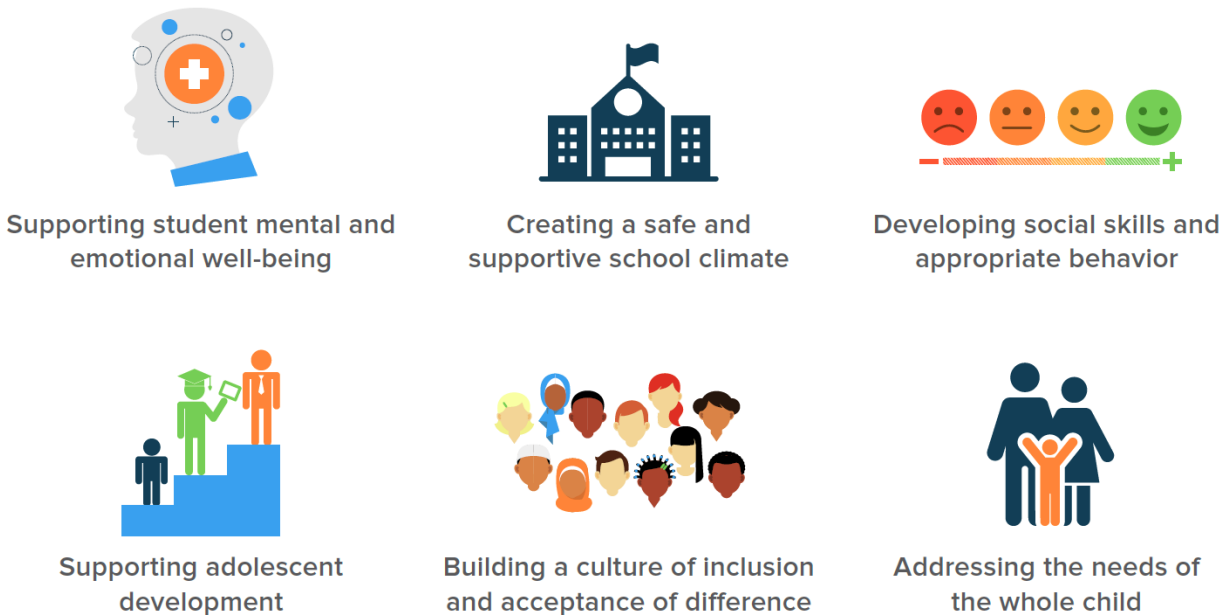 Supporting student mental and
emotional well-being
Creating a safe and
supportive school climate
Developing social skills and
appropriate behavior
Supporting adolescent
development
Building a culture of inclusion
and acceptance of difference
Addressing the needs of
the whole child